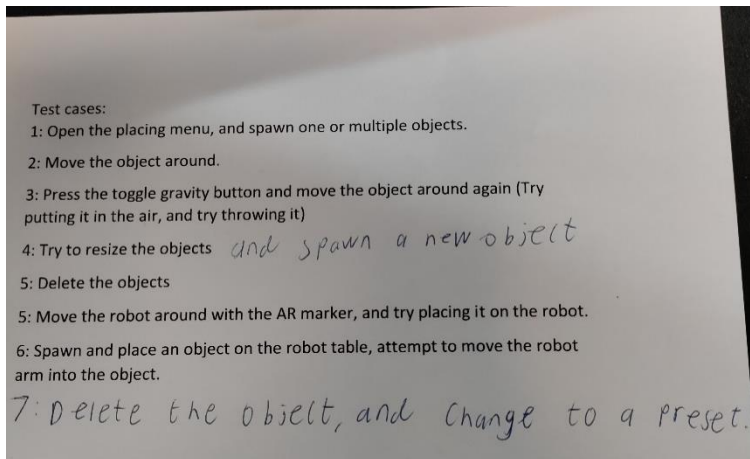 Test cases:
1: Open the placing menu, and spawn one or multiple objects.
2: Move the object around.
3: Press the toggle gravity button and move the object around again (Try
putting it in the air, and try throwing it)
4: Try to resize the objects and spawn a new object
5: Delete the objects
5: Move the robot around with the AR marker, and try placing it on the robot.
6: Spawn and place an object on the robot table, attempt to move the robot
arm into the object.
7: Delete the object, and Change to a preset.